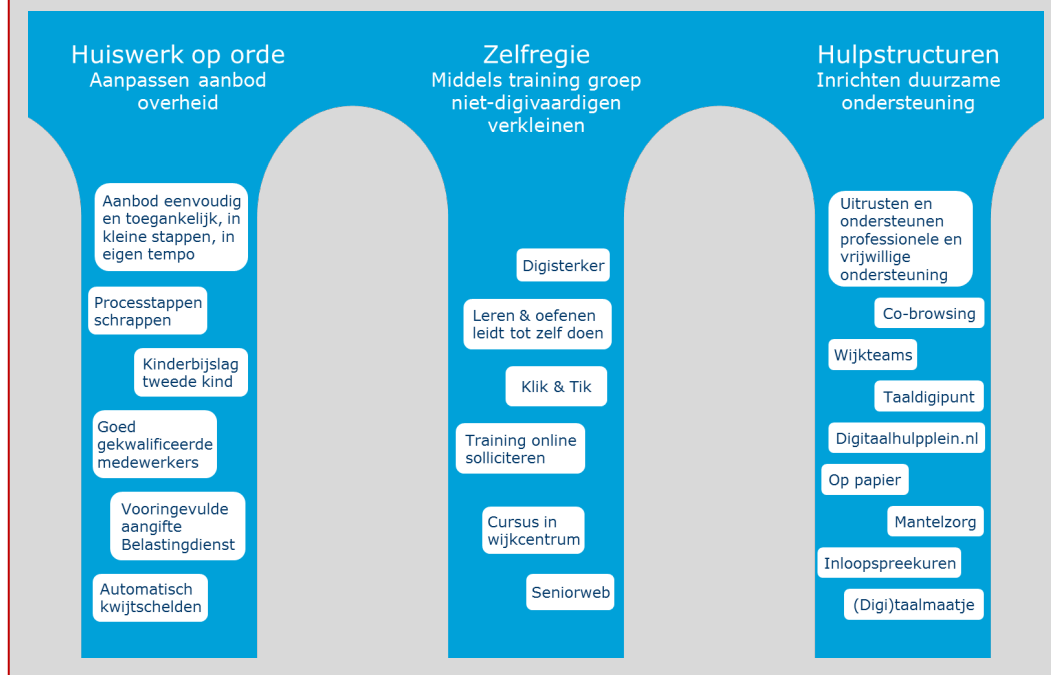 Huiswerk op orde
Aanpassen aanbod
overheid
Aanbod eenvoudig
en toegankelijk, in
kleine stappen, in
eigen tempo
Processtappen
schrappen
Kinderbijslag
tweede kind
Goed
gekwalificeerde
medewerkers
Vooringevulde
aangifte
Belastingdienst
Automatisch
kwijtschelden
Zelfregie
Middels training groep
niet-digivaardigen
verkleinen
Digisterker
Leren & oefenen
leidt tot zelf doen
Klik & Tik
Training online
solliciteren
Cursus in
wijkcentrum
Seniorweb
Hulpstructuren
Inrichten duurzame
ondersteuning
Uitrusten en
ondersteunen
professionele en
vrijwillige
ondersteuning
Co-browsing
Wijkteams
Taaldigipunt
Digitaalhulpplein.nl
Op papier
Mantelzorg
Inloopspreekuren
(Digi)taalmaatje